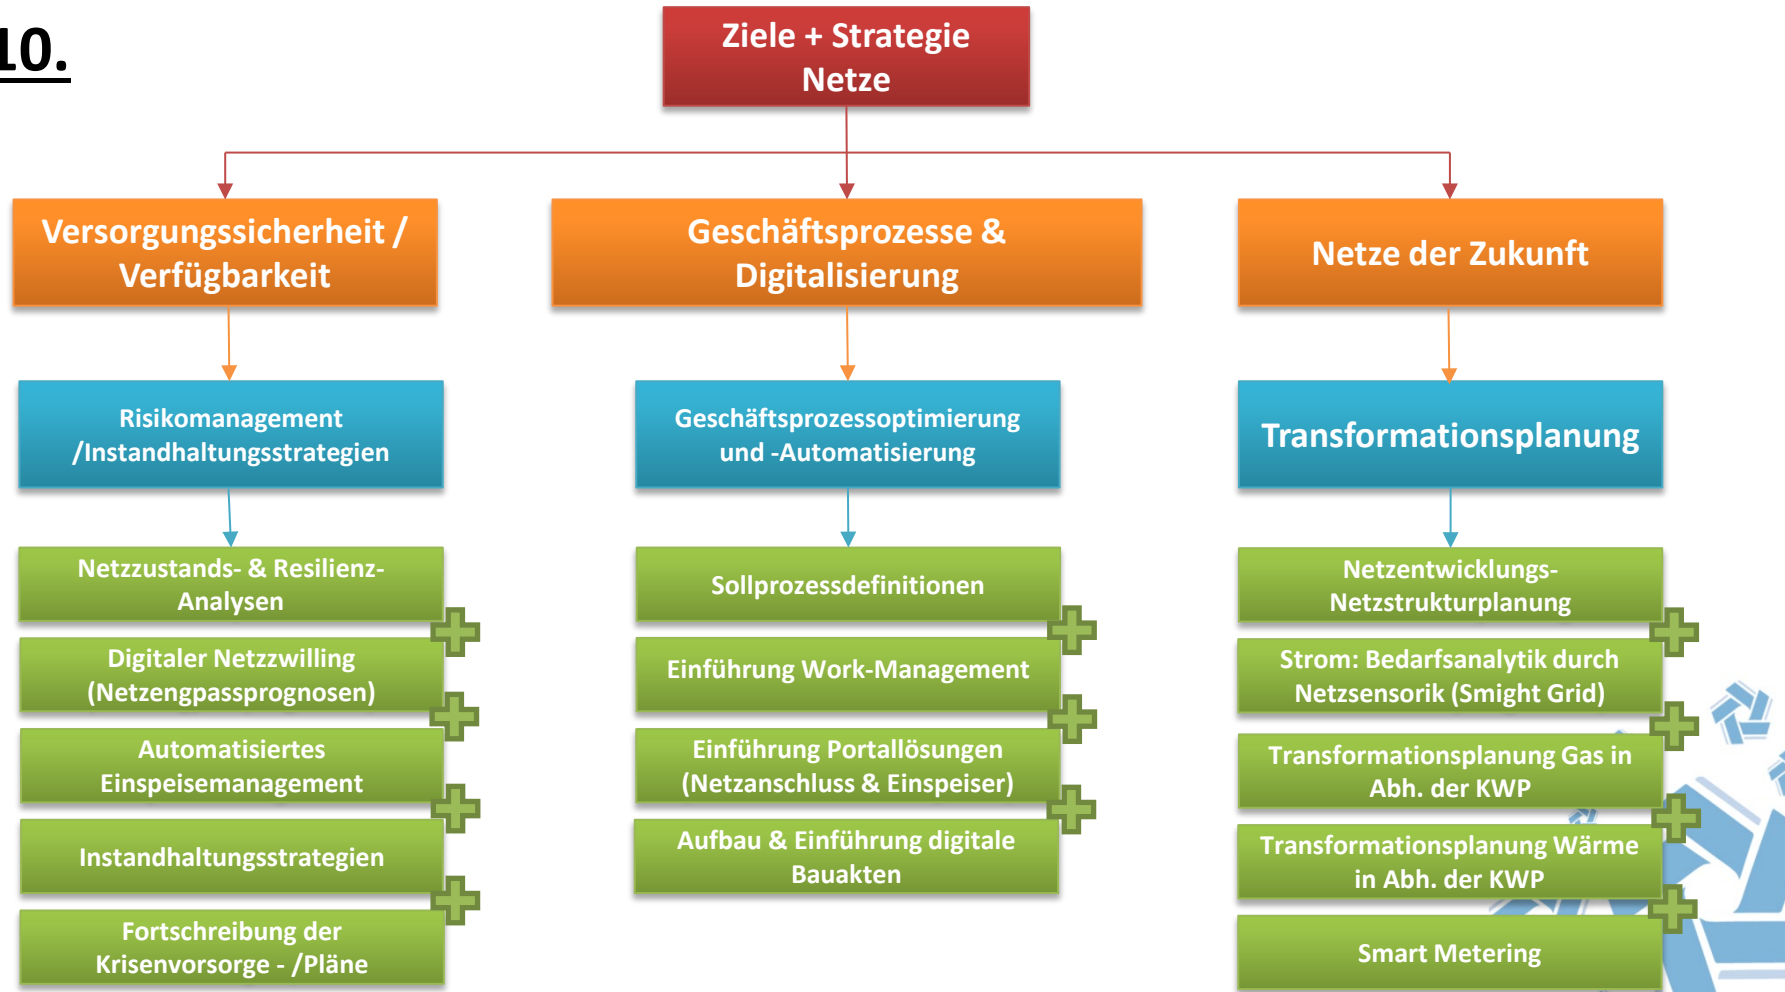 10.
Ziele + Strategie
Netze
Versorgungssicherheit /
Verfügbarkeit
Geschäftsprozesse &
Digitalisierung
Netze der Zukunft
Risikomanagement
/Instandhaltungsstrategien
Geschäftsprozessoptimierung
und -Automatisierung
Transformationsplanung
Netzzustands- & Resilienz-
Analysen
Digitaler Netzzwilling
(Netzengpassprognosen)
Automatisiertes
Einspeisemanagement
Instandhaltungsstrategien
Fortschreibung der
Krisenvorsorge - /Pläne
Sollprozessdefinitionen
Einführung Work-Management
Einführung Portallösungen
(Netzanschluss & Einspeiser)
Aufbau & Einführung digitale
Bauakten
Netzentwicklungs-
Netzstrukturplanung
Strom: Bedarfsanalytik durch
Netzsensorik (Smight Grid)
Transformationsplanung Gas in
Abh. der KWP
Transformationsplanung Wärme
in Abh. der KWP
Smart Metering